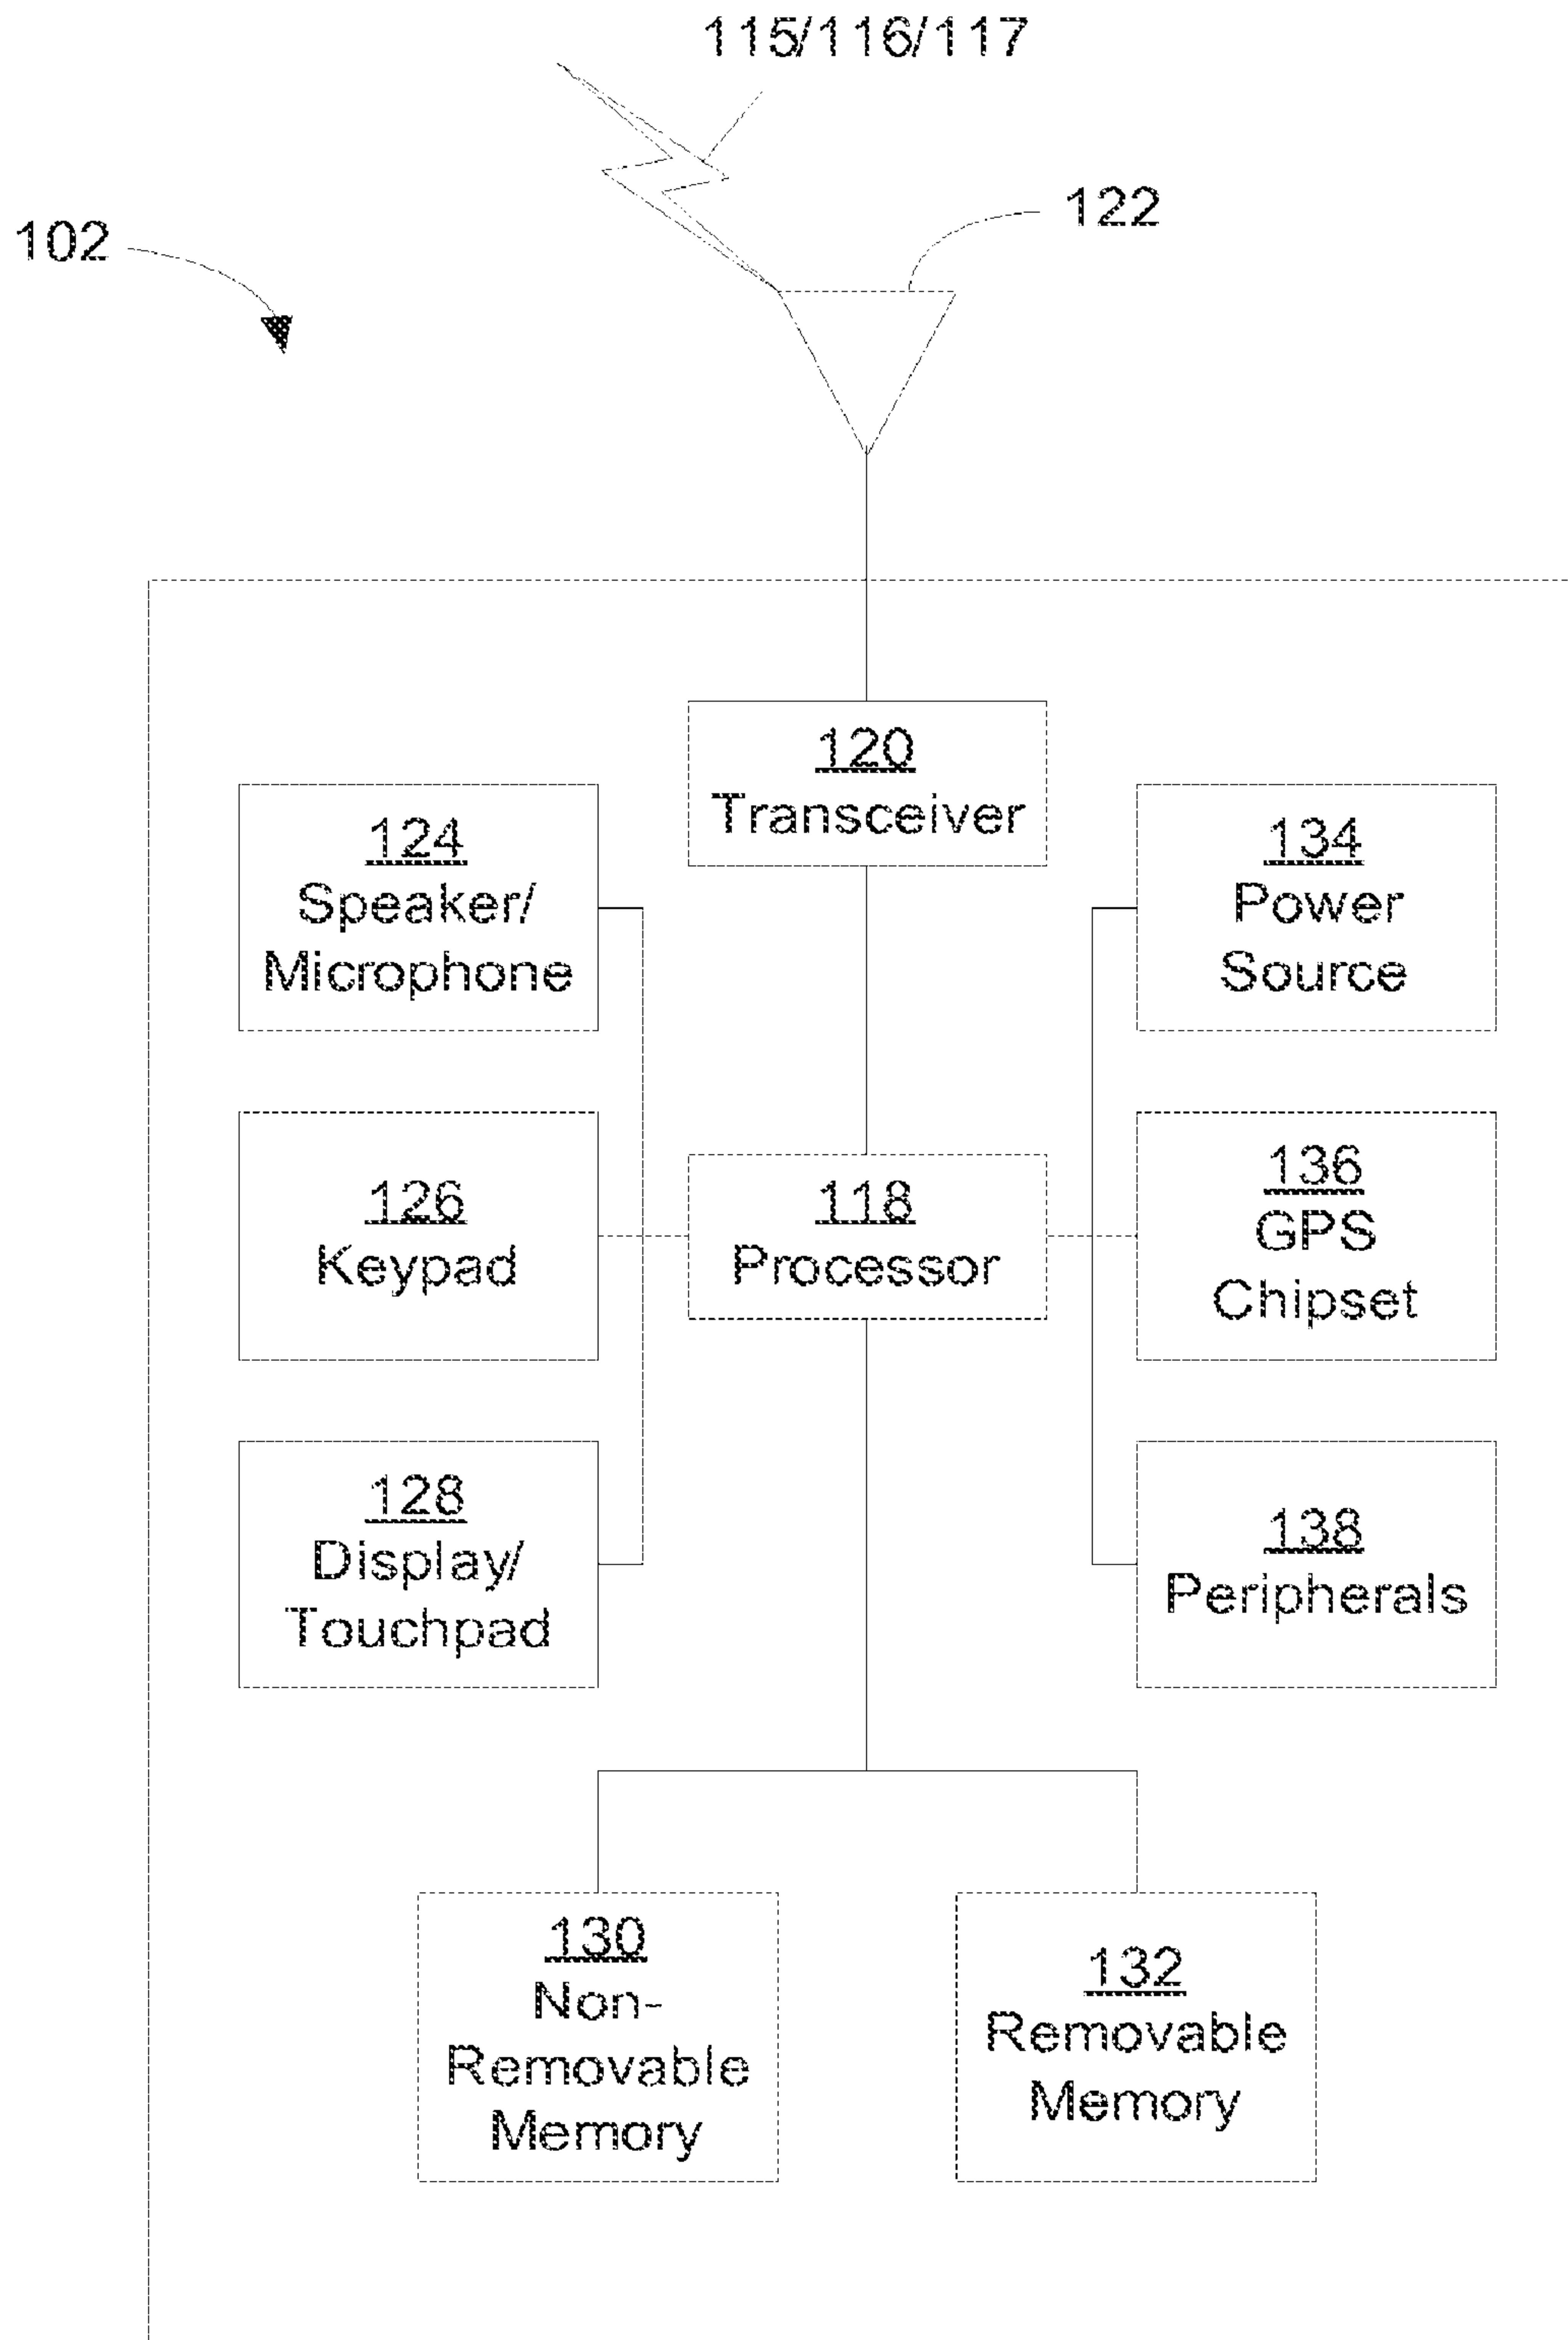 115/116/117
122
102
120
Transceiver
124
Speaker/
Microphone
134
Power
Source
126
Keypad
118
Processor
136
GPS
Chipset
128
Display/
Touchpad
138
Peripherals
130
Non-
Removable
Memory
132
Removable
Memory